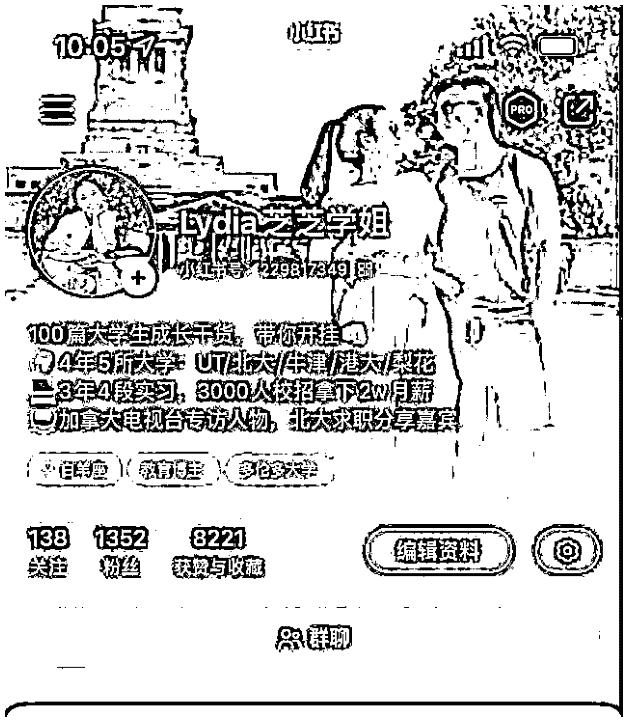 10:05
小红书
PRO
Lydia芝芝学姐
小红书号：229817349
100篇大学生成长干货，带你开挂
4年5所大学：UT/北大/牛津/港大/梨花
3年4段实习，3000人校招拿下2w月薪
加拿大电视台专访人物，北大求职分享嘉宾
白羊座 教育博主 多伦多大学
138 1352 8221
关注 粉丝 获赞与收藏
编辑资料
群聊